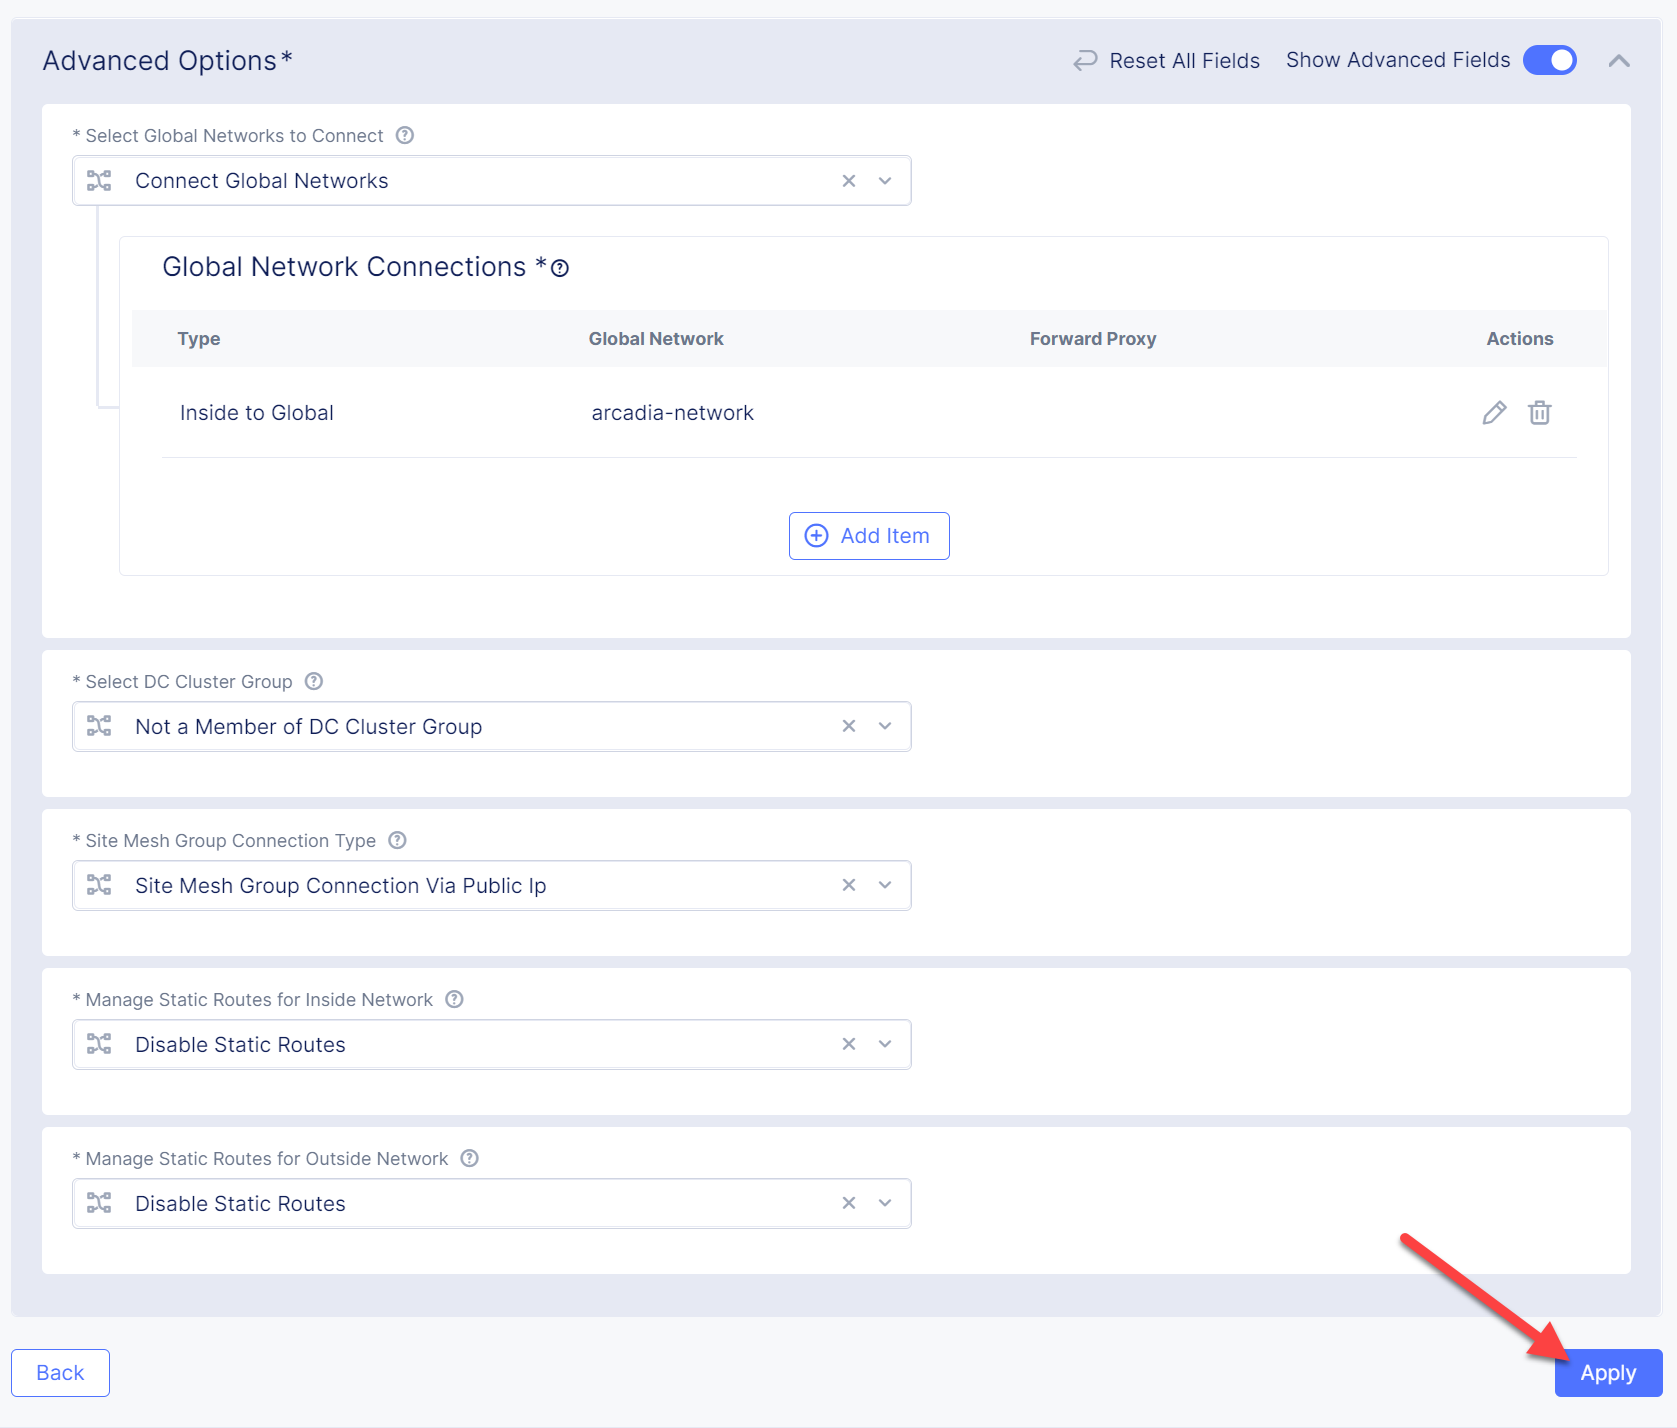 Advanced Options*
Reset All Fields
Show Advanced Fields
* Select Global Networks to Connect
Connect Global Networks
Global Network Connections *
Type Global Network Forward Proxy Actions
Inside to Global arcadia-network
Add Item
* Select DC Cluster Group
Not a Member of DC Cluster Group
* Site Mesh Group Connection Type
Site Mesh Group Connection Via Public Ip
* Manage Static Routes for Inside Network
Disable Static Routes
* Manage Static Routes for Outside Network
Disable Static Routes
Back
Apply